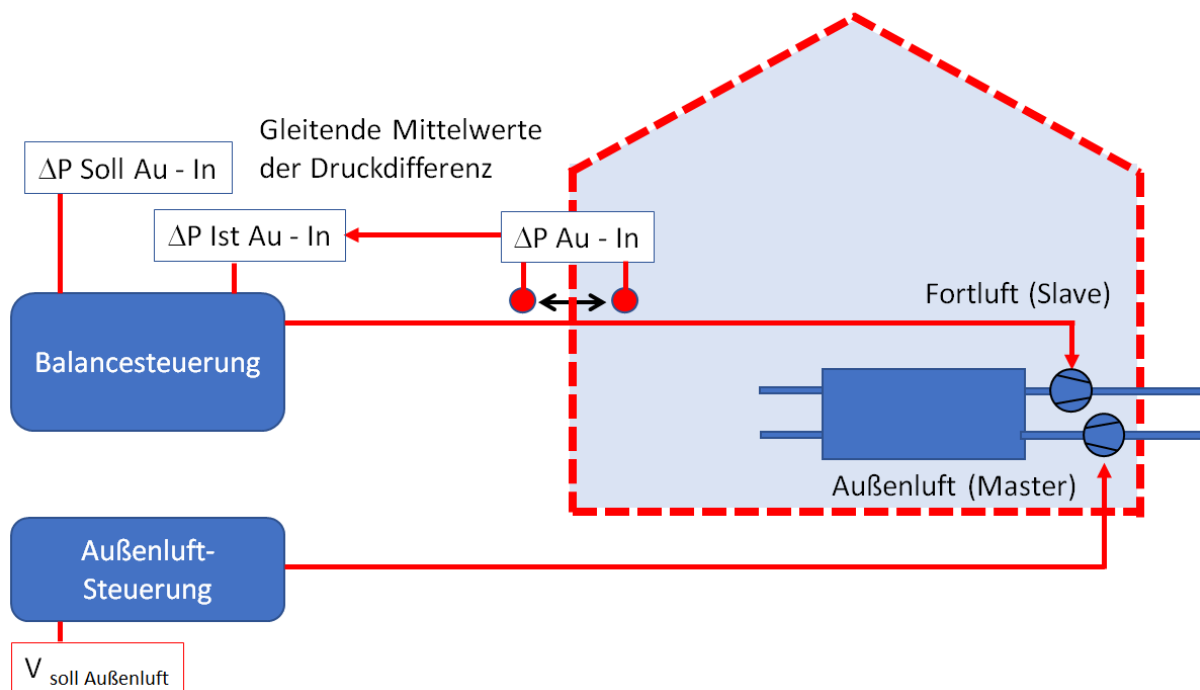 Gleitende Mittelwerte
der Druckdifferenz
ΔP Soll Au - In
ΔP Ist Au - In
ΔP Au - In
Fortluft (Slave)
Balancesteuerung
Außenluft (Master)
Außenluft-
Steuerung
V soll Außenluft